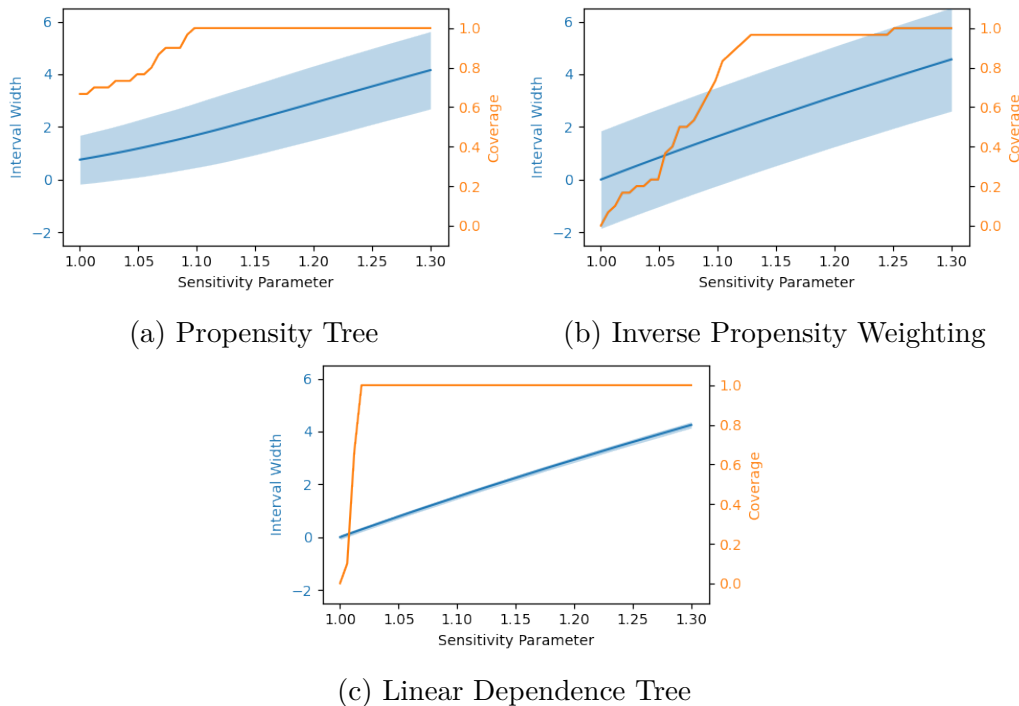 6
4
2
0
−2
Interval Width
1.0
0.8
0.6
0.4
0.2
0.0
Coverage
1.00 1.05 1.10 1.15 1.20 1.25 1.30
Sensitivity Parameter
(a) Propensity Tree
6
4
2
0
−2
Interval Width
1.0
0.8
0.6
0.4
0.2
0.0
Coverage
1.00 1.05 1.10 1.15 1.20 1.25 1.30
Sensitivity Parameter
(b) Inverse Propensity Weighting
6
4
2
0
−2
Interval Width
1.0
0.8
0.6
0.4
0.2
0.0
Coverage
1.00 1.05 1.10 1.15 1.20 1.25 1.30
Sensitivity Parameter
(c) Linear Dependence Tree